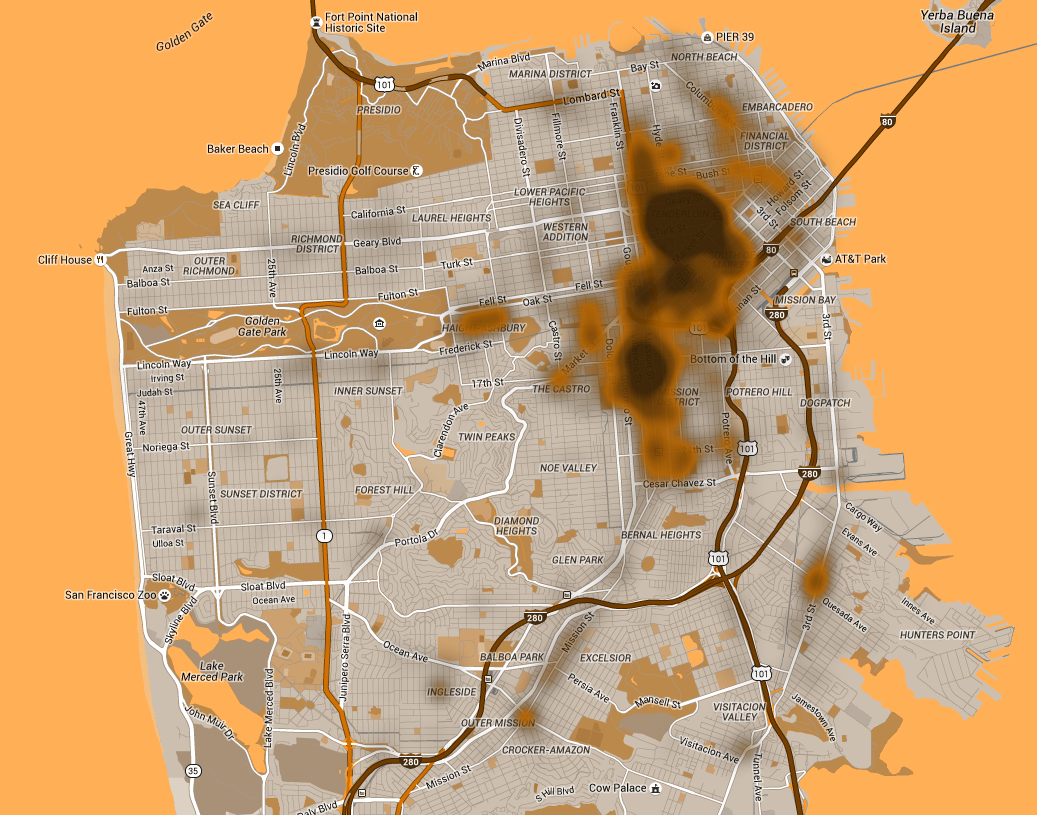 Golden Gate
Fort Point National
Historic Site
Yerba Buena
Island
PIER 39
NORTH BEACH
Marina Blvd
MARINA DISTRICT
Bay St
101
PRESIDIO
Lombard St
EMBARCADERO
80
Lincoln Blvd
Divisadero St
Fillmore St
Franklin St
Hyde
FINANCIAL
DISTRICT
Baker Beach
Presidio Golf Course
Bush St
Howard St
Folsom St
3rd St
SEA CLIFF
California St
LAUREL HEIGHTS
LOWER PACIFIC
HEIGHTS
SOUTH BEACH
WESTERN
ADDITION
RICHMOND
DISTRICT
Geary Blvd
80
Cliff House
Anza St
OUTER
RICHMOND
Balboa St
Balboa St
Turk St
25th Ave
AT&T Park
Fulton St
Fulton St
Fell St
Oak St
Fell St
MISSION BAY
280
3rd St
Golden
Gate Park
HAIGHT-ASHBURY
101
Lincoln Way
Lincoln Way
Frederick St
Castro St
Market
Bottom of the Hill
Irving St
Judah St
25th Ave
INNER SUNSET
17th St
THE CASTRO
POTRERO HILL
DOGPATCH
47th Ave
Great Hwy
OUTER SUNSET
Clarendon Ave
TWIN PEAKS
Potrero Ave
Noriega St
101
NOE VALLEY
280
Sunset Blvd
SUNSET DISTRICT
FOREST HILL
Cesar Chavez St
Cargo Way
Taraval St
Ulloa St
1
Portola Dr
DIAMOND
HEIGHTS
BERNAL HEIGHTS
Evans Ave
GLEN PARK
101
Sloat Blvd
Sloat Blvd
Ocean Ave
San Francisco Zoo
Skyline Blvd
280
3rd St
Quesada Ave
Innes Ave
HUNTERS POINT
Junipero Serra Blvd
Ocean Ave
Mission St
BALBOA PARK
EXCELSIOR
Lake
Merced Park
Lake Merced Blvd
INGLESIDE
Persia Ave
Mansell St
101
John Muir Dr
OUTER MISSION
VISITACION
VALLEY
Jamestown Ave
CROCKER-AMAZON
Visitacion Ave
280
35
Mission St
Cow Palace
S Hill Blvd
Tunnel Ave
Daly Blvd